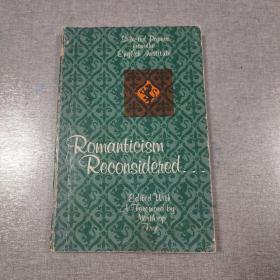 Selected Papers
from the
English Institute
Romanticism
Reconsidered...
Edited With
A Foreword by
Northrop
Frye